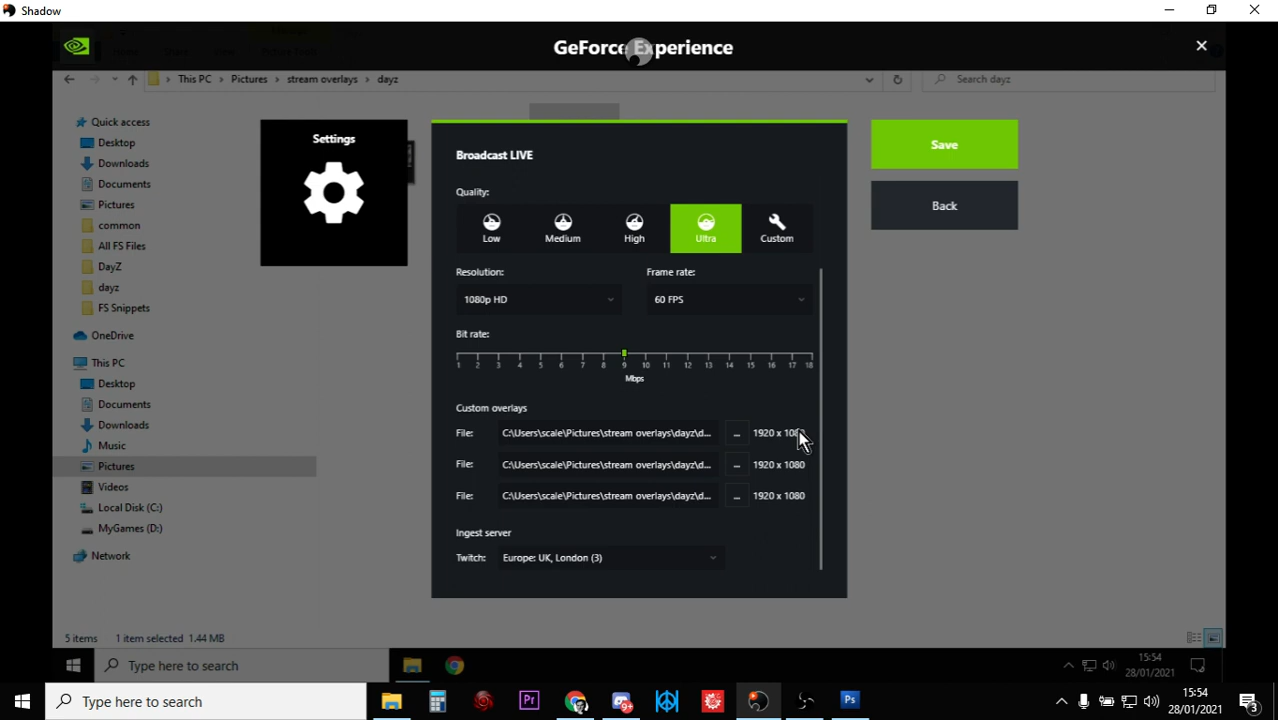 Shadow
GeForce Experience
This PC > Pictures > stream overlays > dayz
Search dayz
Quick access
Desktop
Downloads
Documents
Pictures
common
All FS Files
DayZ
dayz
FS Snippets
OneDrive
This PC
Desktop
Documents
Downloads
Music
Pictures
Videos
Local Disk (C:)
MyGames (D:)
Network
Settings
Broadcast LIVE
Quality:
Low Medium High Ultra Custom
Resolution: Frame rate:
1080p HD 60 FPS
Bit rate:
1 2 3 4 5 6 7 8 9 10 11 12 13 14 15 16 17 18
Mbps
Custom overlays
File: C:\Users\scale\Pictures\stream overlays\dayz\d... ... 1920 x 1080
File: C:\Users\scale\Pictures\stream overlays\dayz\d... ... 1920 x 1080
File: C:\Users\scale\Pictures\stream overlays\dayz\d... ... 1920 x 1080
Ingest server
Twitch: Europe: UK, London (3)
Save
Back
5 items 1 item selected 1.44 MB
Type here to search
15:54
28/01/2021
Type here to search
Pr
9+
Ps
15:54
28/01/2021
3